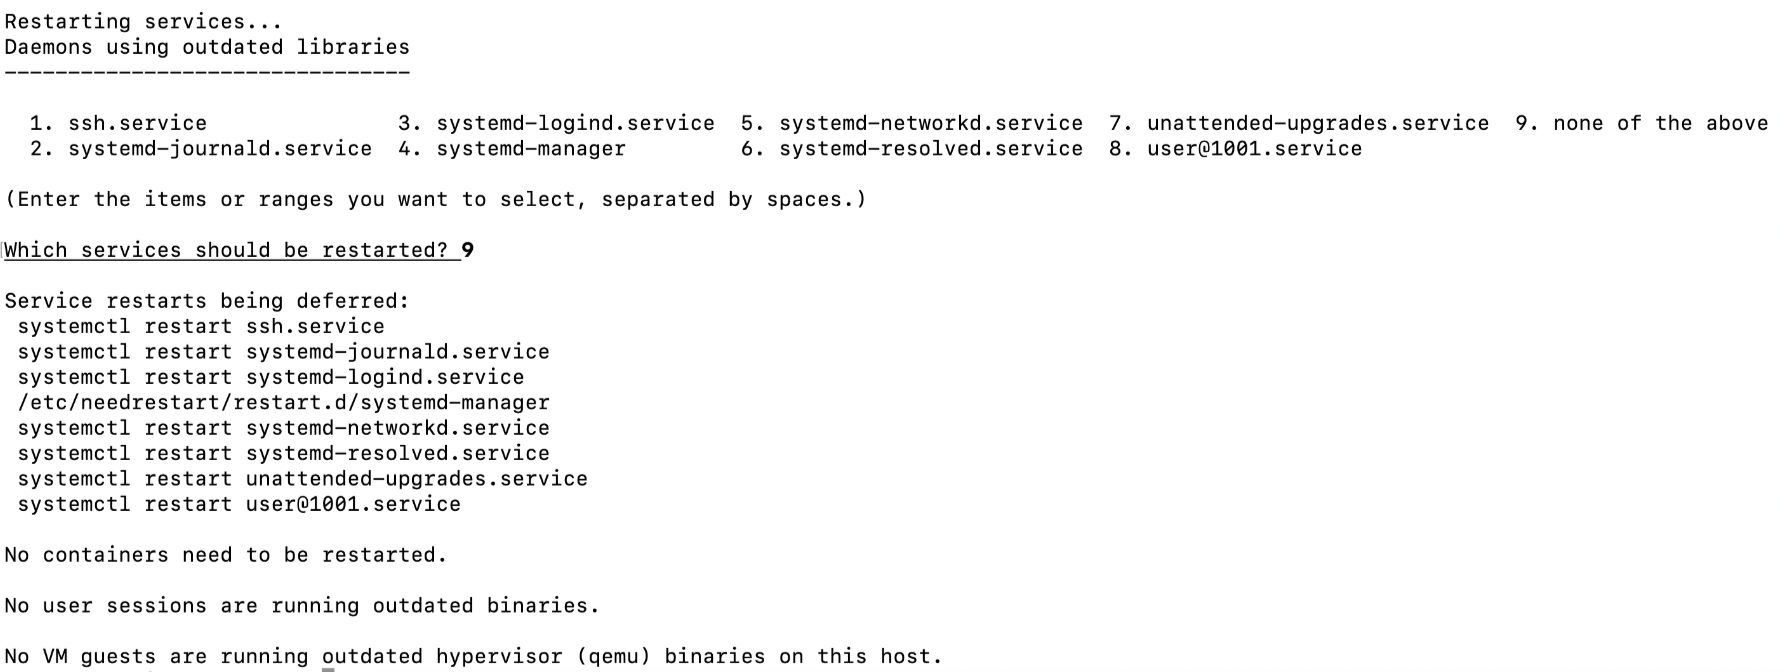 Restarting services...
Daemons using outdated libraries
--------------------------------
1. ssh.service 3. systemd-logind.service 5. systemd-networkd.service 7. unattended-upgrades.service 9. none of the above
2. systemd-journald.service 4. systemd-manager 6. systemd-resolved.service 8. user@1001.service
(Enter the items or ranges you want to select, separated by spaces.)
Which services should be restarted? 9
Service restarts being deferred:
systemctl restart ssh.service
systemctl restart systemd-journald.service
systemctl restart systemd-logind.service
/etc/needrestart/restart.d/systemd-manager
systemctl restart systemd-networkd.service
systemctl restart systemd-resolved.service
systemctl restart unattended-upgrades.service
systemctl restart user@1001.service
No containers need to be restarted.
No user sessions are running outdated binaries.
No VM guests are running outdated hypervisor (qemu) binaries on this host.